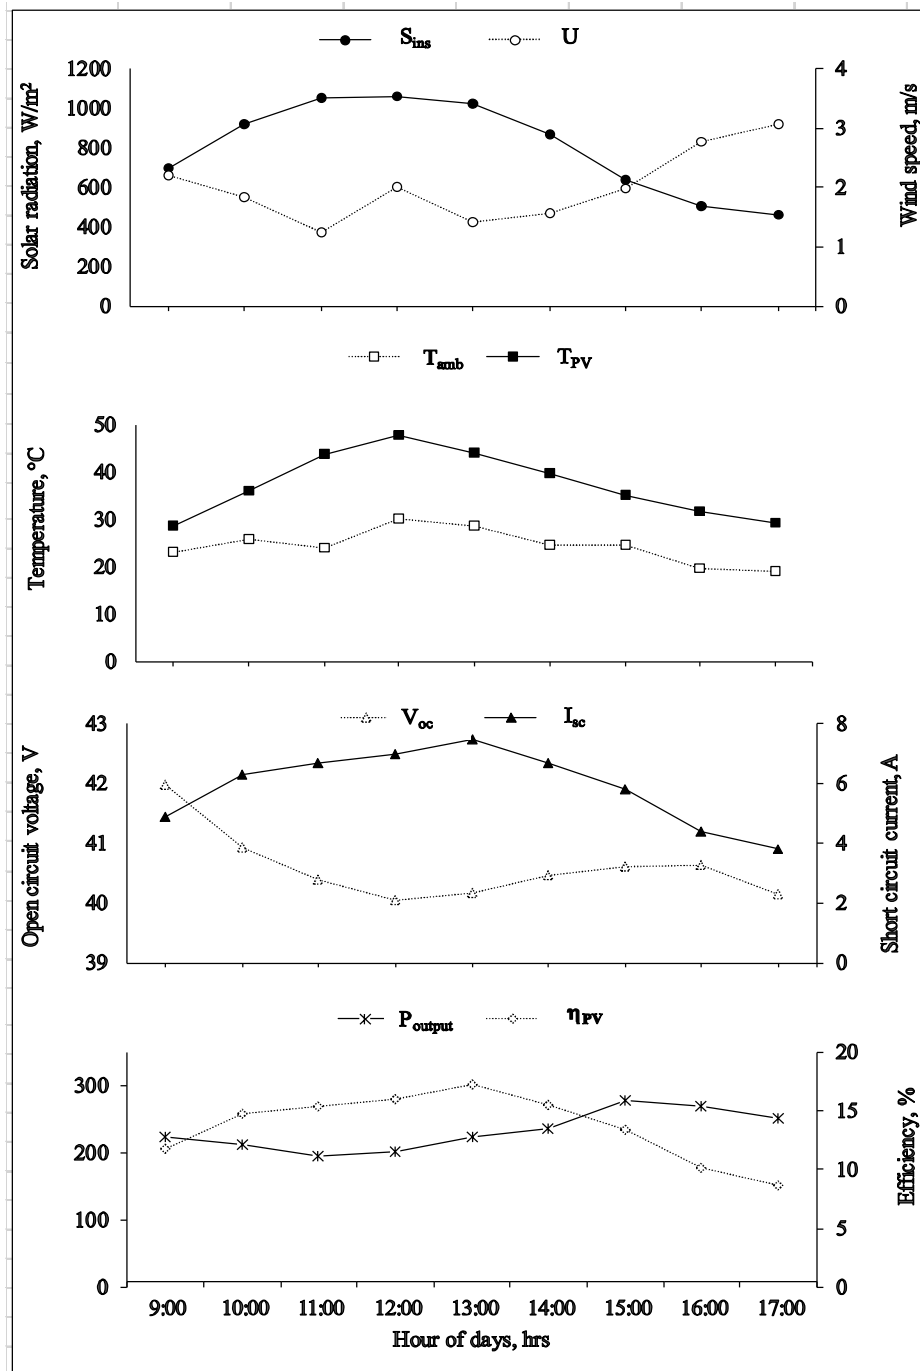 S_ins U
1200 4
1000
800 3
600 2
400
200 1
0 0
Solar radiation, W/m²
Wind speed, m/s
T_amb T_PV
50
40
30
20
10
0
Temperature, °C
V_oc I_sc
43 8
42 6
41 4
40 2
39 0
Open circuit voltage, V
Short circuit current, A
P_output η_PV
20
300
15
200
10
100
5
0 0
Efficiency, %
9:00 10:00 11:00 12:00 13:00 14:00 15:00 16:00 17:00
Hour of days, hrs